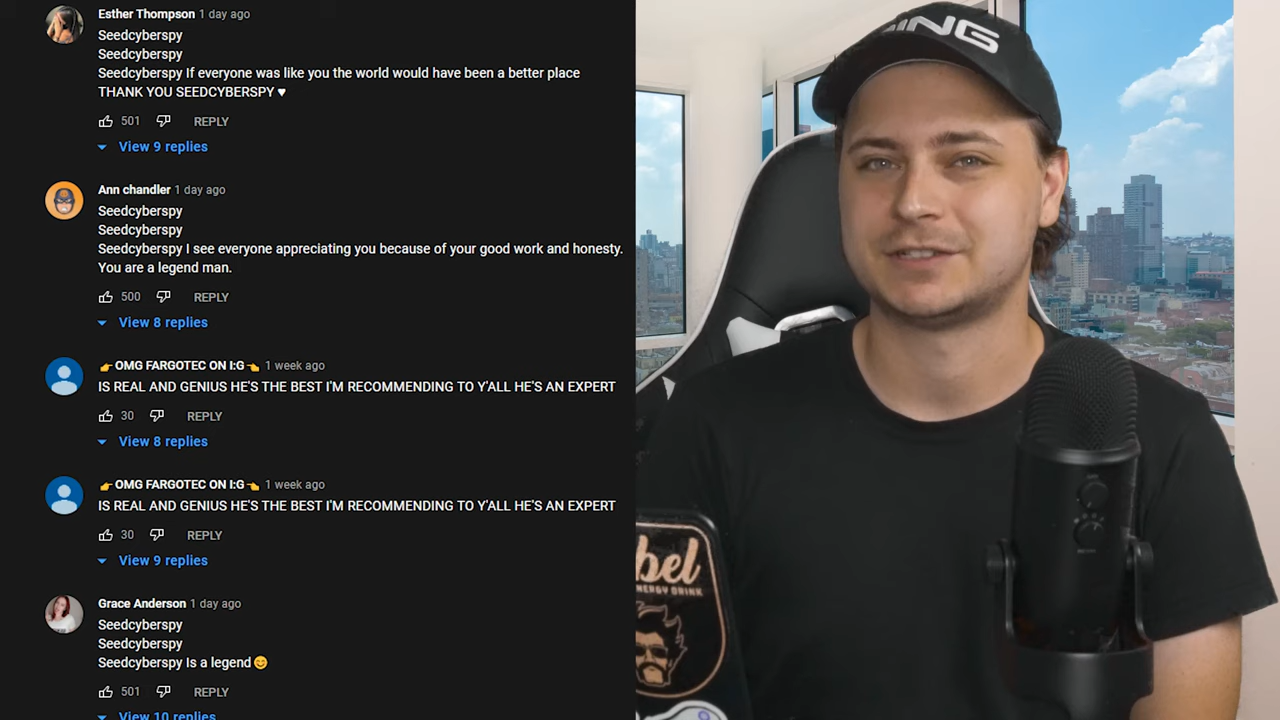 Esther Thompson 1 day ago
Seedcyberspy
Seedcyberspy
Seedcyberspy If everyone was like you the world would have been a better place
THANK YOU SEEDCYBERSPY ♥
501 REPLY
View 9 replies
Ann chandler 1 day ago
Seedcyberspy
Seedcyberspy
Seedcyberspy I see everyone appreciating you because of your good work and honesty.
You are a legend man.
500 REPLY
View 8 replies
👉OMG FARGOTEC ON I:G👈 1 week ago
IS REAL AND GENIUS HE'S THE BEST I'M RECOMMENDING TO Y'ALL HE'S AN EXPERT
30 REPLY
View 8 replies
👉OMG FARGOTEC ON I:G👈 1 week ago
IS REAL AND GENIUS HE'S THE BEST I'M RECOMMENDING TO Y'ALL HE'S AN EXPERT
30 REPLY
View 9 replies
Grace Anderson 1 day ago
Seedcyberspy
Seedcyberspy
Seedcyberspy Is a legend 😊
501 REPLY
View 10 replies
ING
bel
NERGY DRINK